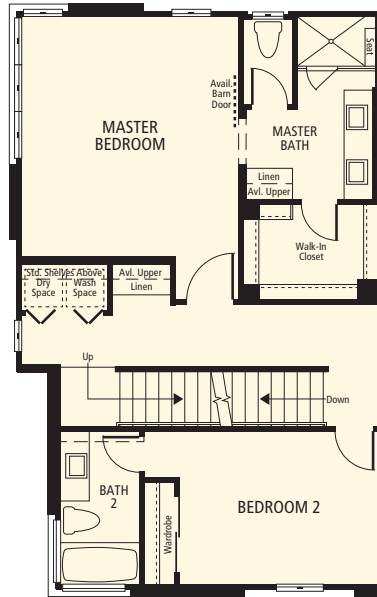 Seat
Avail.
Barn
Door
MASTER
BEDROOM
MASTER
BATH
Linen
Avl. Upper
Walk-In
Closet
Std. Shelves Above
Dry
Space
Wash
Space
Avl. Upper
Linen
Up
Down
BATH
2
Wardrobe
BEDROOM 2